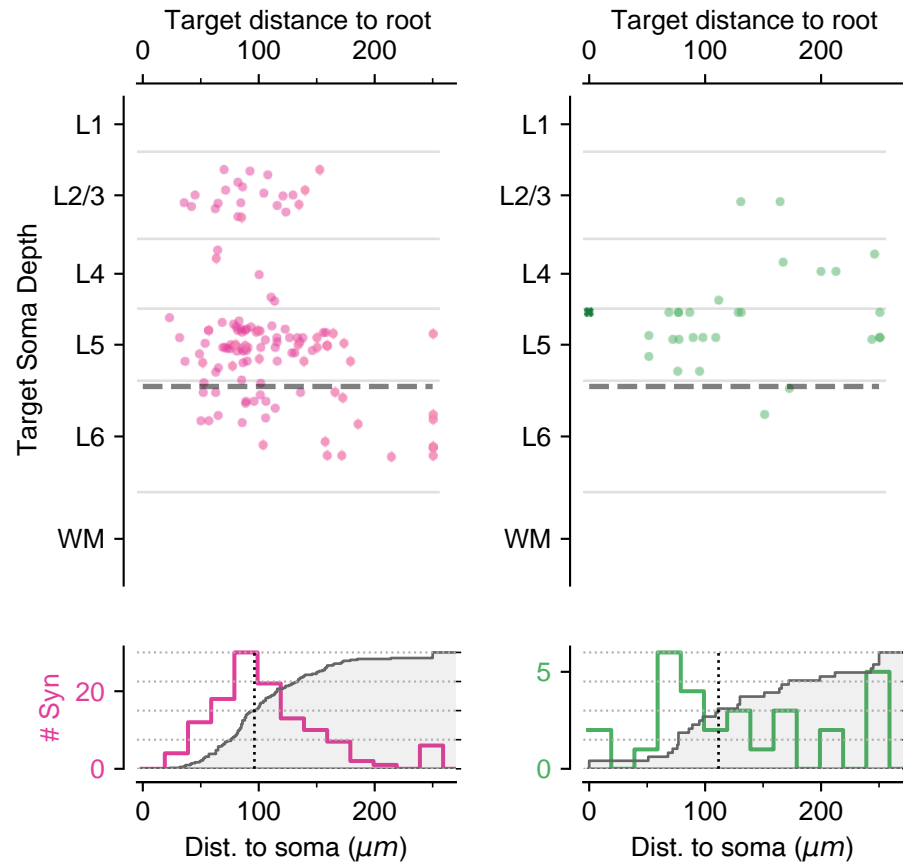 Target distance to root
Target distance to root
0 100 200
0 100 200
Target Soma Depth
L1
L2/3
L4
L5
L6
WM
L1
L2/3
L4
L5
L6
WM
# Syn
20
0
5
0
0 100 200
0 100 200
Dist. to soma (μm)
Dist. to soma (μm)